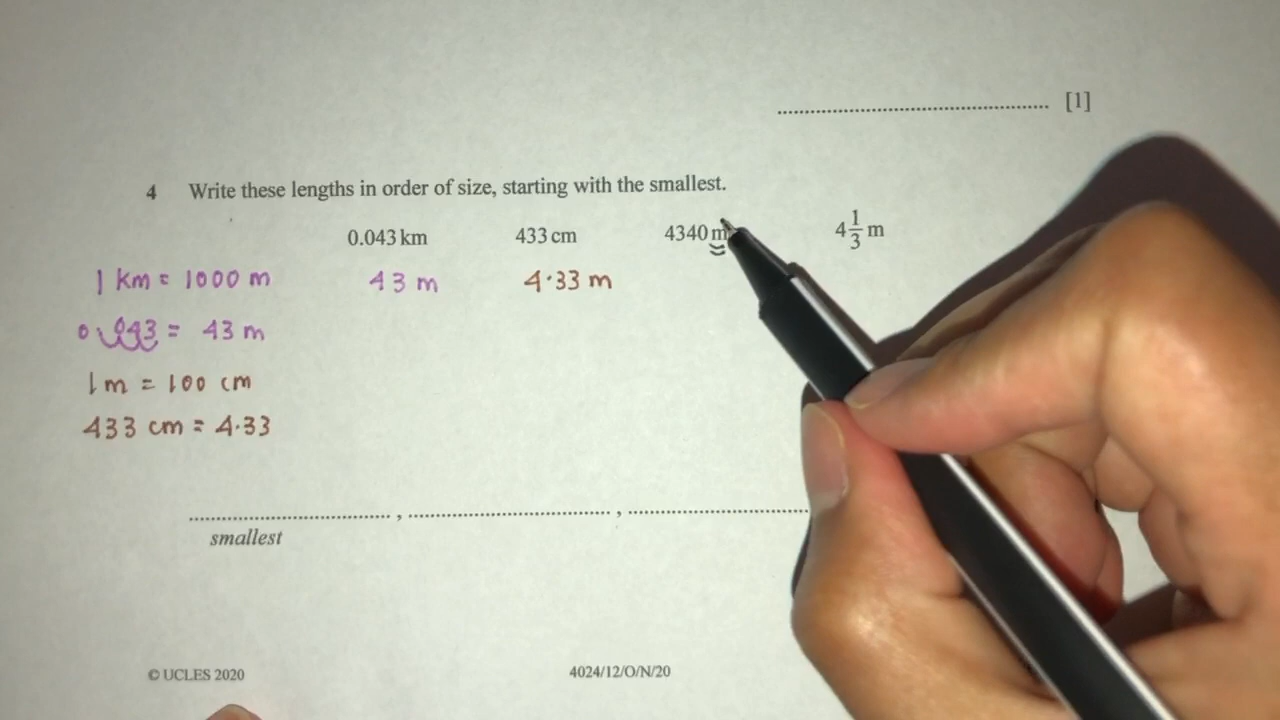 [1]
4 Write these lengths in order of size, starting with the smallest.
0.043 km 433 cm 4340 m 4 1/3 m
1 km = 1000 m 43 m 4.33 m
0.043 = 43 m
1 m = 100 cm
433 cm = 4.33
smallest
© UCLES 2020 4024/12/O/N/20